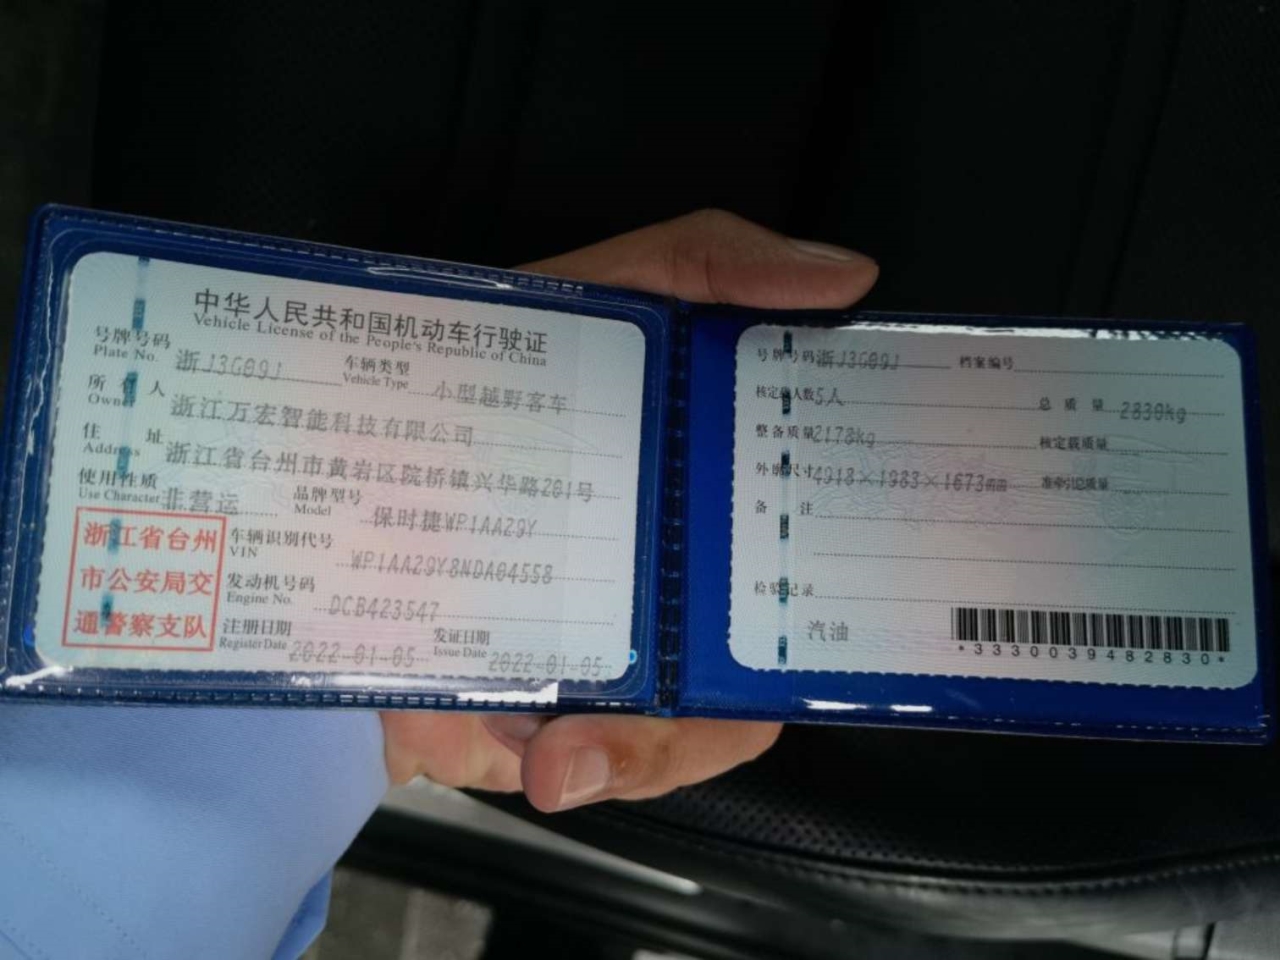 中华人民共和国机动车行驶证
Vehicle License of the People's Republic of China
号牌号码 浙J3G09J 车辆类型 小型越野客车
Plate No. Vehicle Type
所有人 浙江万宏智能科技有限公司
Owner
住址 浙江省台州市黄岩区院桥镇兴华路201号
Address
使用性质 非营运 品牌型号 保时捷WP1AA29Y
Use Character Model
浙江省台州
市公安局交
通警察支队
车辆识别代号 WP1AA29Y8NDA04558
VIN
发动机号码 DCB423547
Engine No.
注册日期 2022-01-05 发证日期 2022-01-05
Register Date Issue Date
号牌号码 浙J3G09J 档案编号
核定载人数 5人 总质量 2830kg
整备质量 2178kg 核定载质量
外廓尺寸 4918×1983×1673mm 准牵引总质量
备注
检验记录
汽油
*3330039482830*